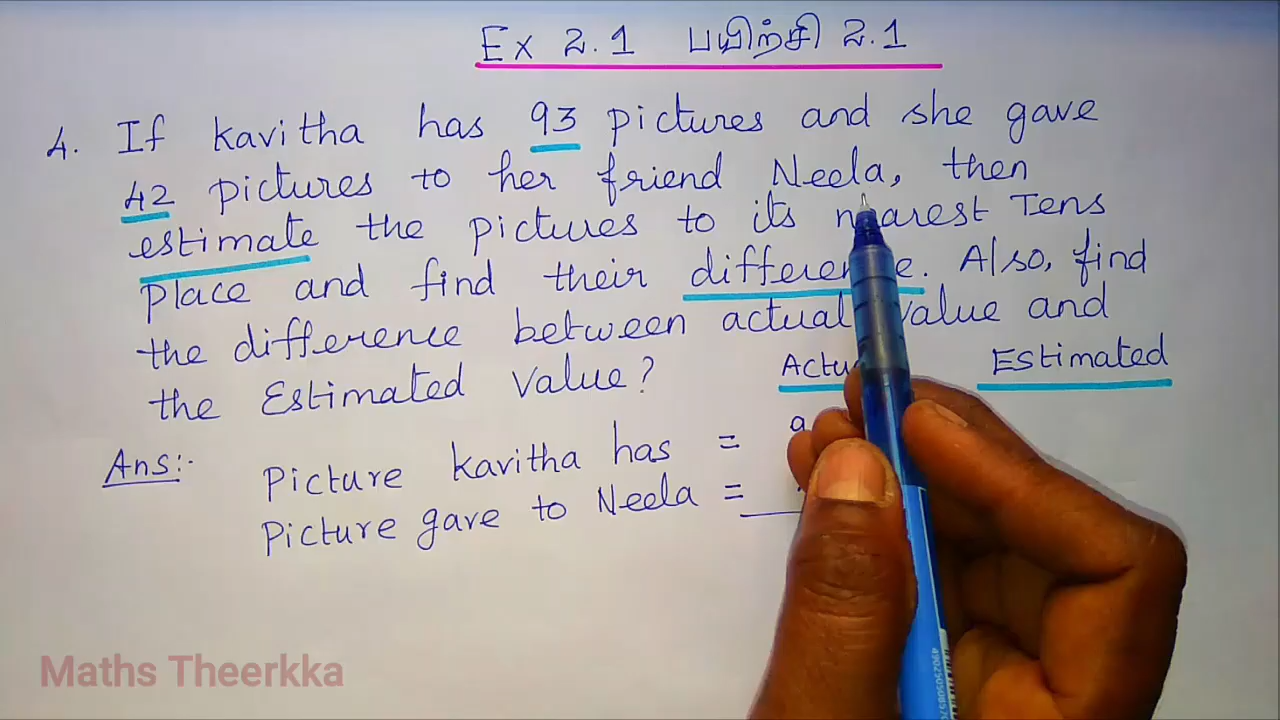 Ex 2.1 பயிற்சி 2.1
4. If kavitha has 93 pictures and she gave
42 pictures to her friend Neela, then
estimate the pictures to its nearest Tens
place and find their difference. Also, find
the difference between actual value and
the Estimated Value?
Estimated
Ans:- Picture kavitha has =
Picture gave to Neela =
Maths Theerkka